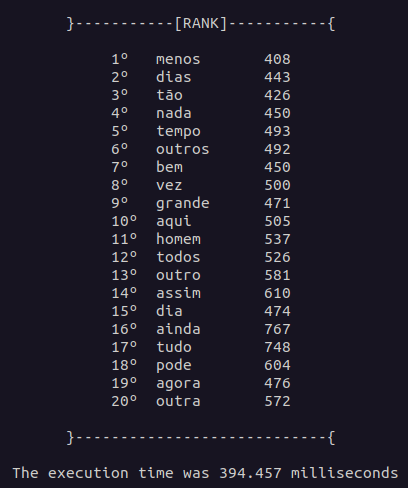 }-----------[RANK]-----------{
1º menos 408
2º dias 443
3º tão 426
4º nada 450
5º tempo 493
6º outros 492
7º bem 450
8º vez 500
9º grande 471
10º aqui 505
11º homem 537
12º todos 526
13º outro 581
14º assim 610
15º dia 474
16º ainda 767
17º tudo 748
18º pode 604
19º agora 476
20º outra 572
}----------------------------{
The execution time was 394.457 milliseconds